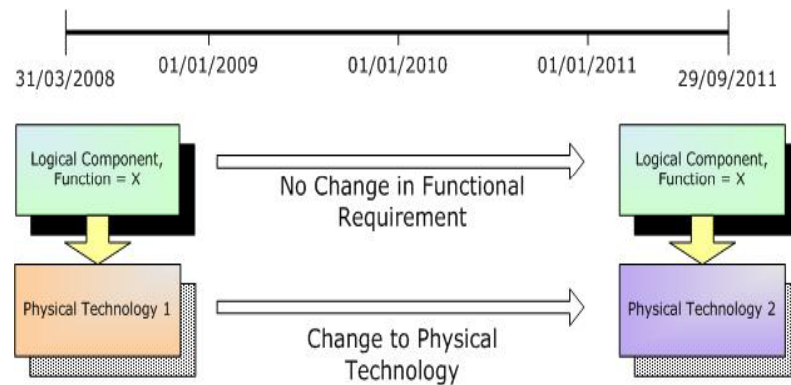 31/03/2008
01/01/2009
01/01/2010
01/01/2011
29/09/2011
Logical Component,
Function = X
No Change in Functional
Requirement
Logical Component,
Function = X
Physical Technology 1
Change to Physical
Technology
Physical Technology 2